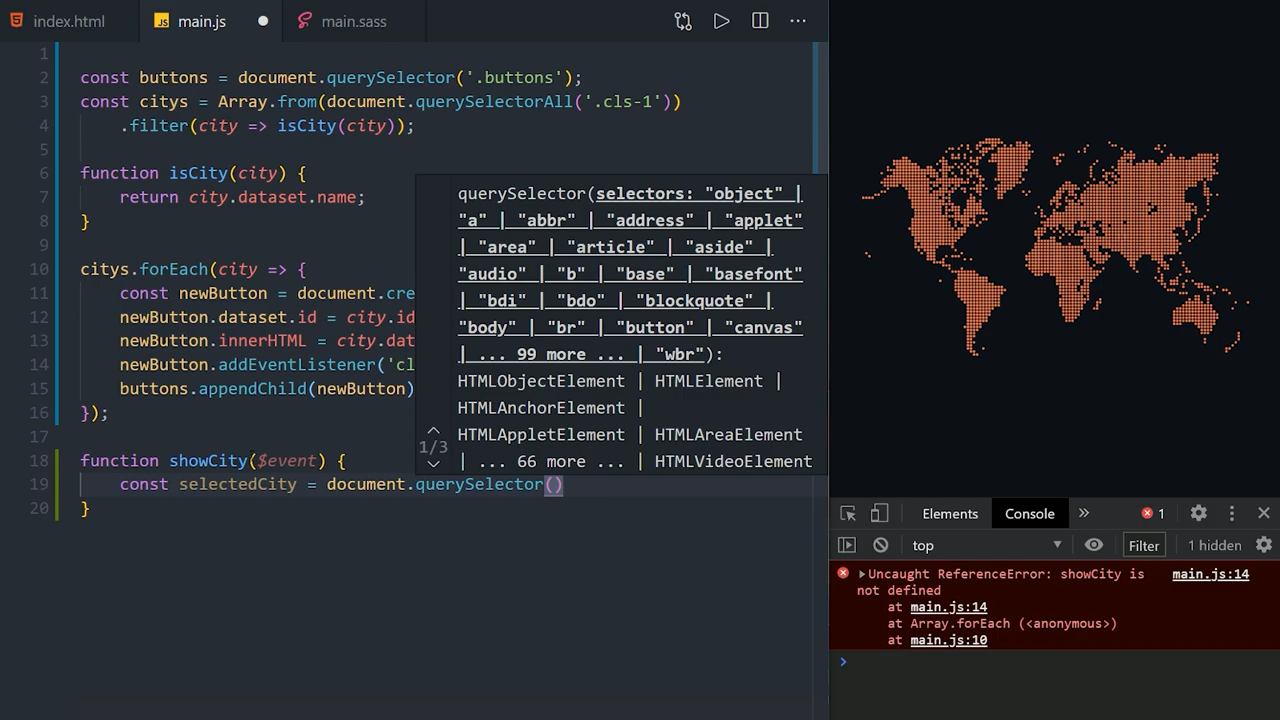 index.html
JS main.js
main.sass
1
2 const buttons = document.querySelector('.buttons');
3 const citys = Array.from(document.querySelectorAll('.cls-1'))
4 .filter(city => isCity(city));
5
6 function isCity(city) {
7 return city.dataset.name;
8 }
9
10 citys.forEach(city => {
11 const newButton = document.cre
12 newButton.dataset.id = city.id
13 newButton.innerHTML = city.dat
14 newButton.addEventListener('cl
15 buttons.appendChild(newButton)
16 });
17
18 function showCity($event) {
19 const selectedCity = document.querySelector()
20 }
querySelector(selectors: "object" |
"a" | "abbr" | "address" | "applet"
| "area" | "article" | "aside" |
"audio" | "b" | "base" | "basefont"
| "bdi" | "bdo" | "blockquote" |
"body" | "br" | "button" | "canvas"
| ... 99 more ... | "wbr"):
HTMLObjectElement | HTMLElement |
HTMLAnchorElement |
HTMLAppletElement | HTMLAreaElement
| ... 66 more ... | HTMLVideoElement
1/3
Elements
Console
1
top
Filter
1 hidden
Uncaught ReferenceError: showCity is main.js:14
not defined
at main.js:14
at Array.forEach (<anonymous>)
at main.js:10